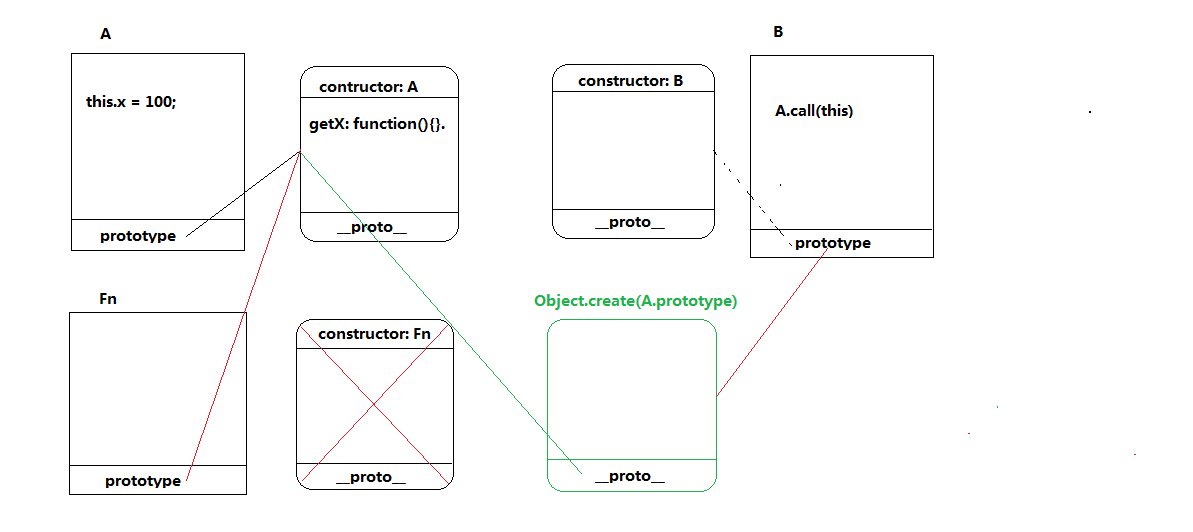 A
this.x = 100;
prototype
contructor: A
getX: function(){}.
__proto__
constructor: B
__proto__
B
A.call(this)
prototype
Fn
prototype
constructor: Fn
__proto__
Object.create(A.prototype)
__proto__